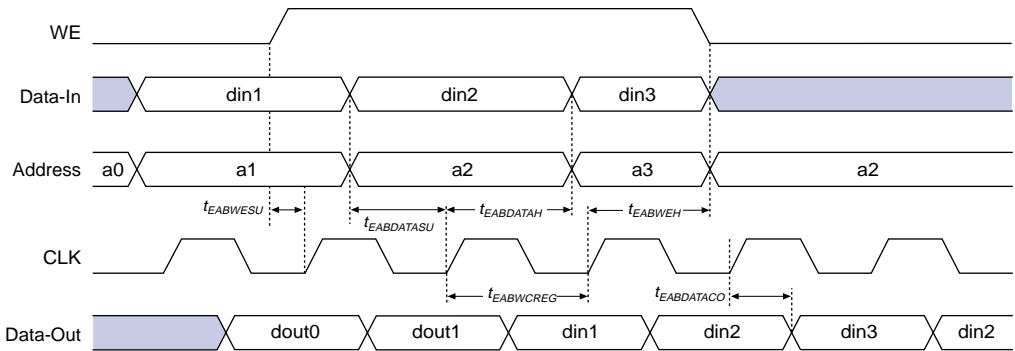 WE
Data-In din1 din2 din3
Address a0 a1 a2 a3 a2
tEABWESU tEABDATASU tEABDATAH tEABWEH
CLK
tEABWCREG tEABDATACO
Data-Out dout0 dout1 din1 din2 din3 din2